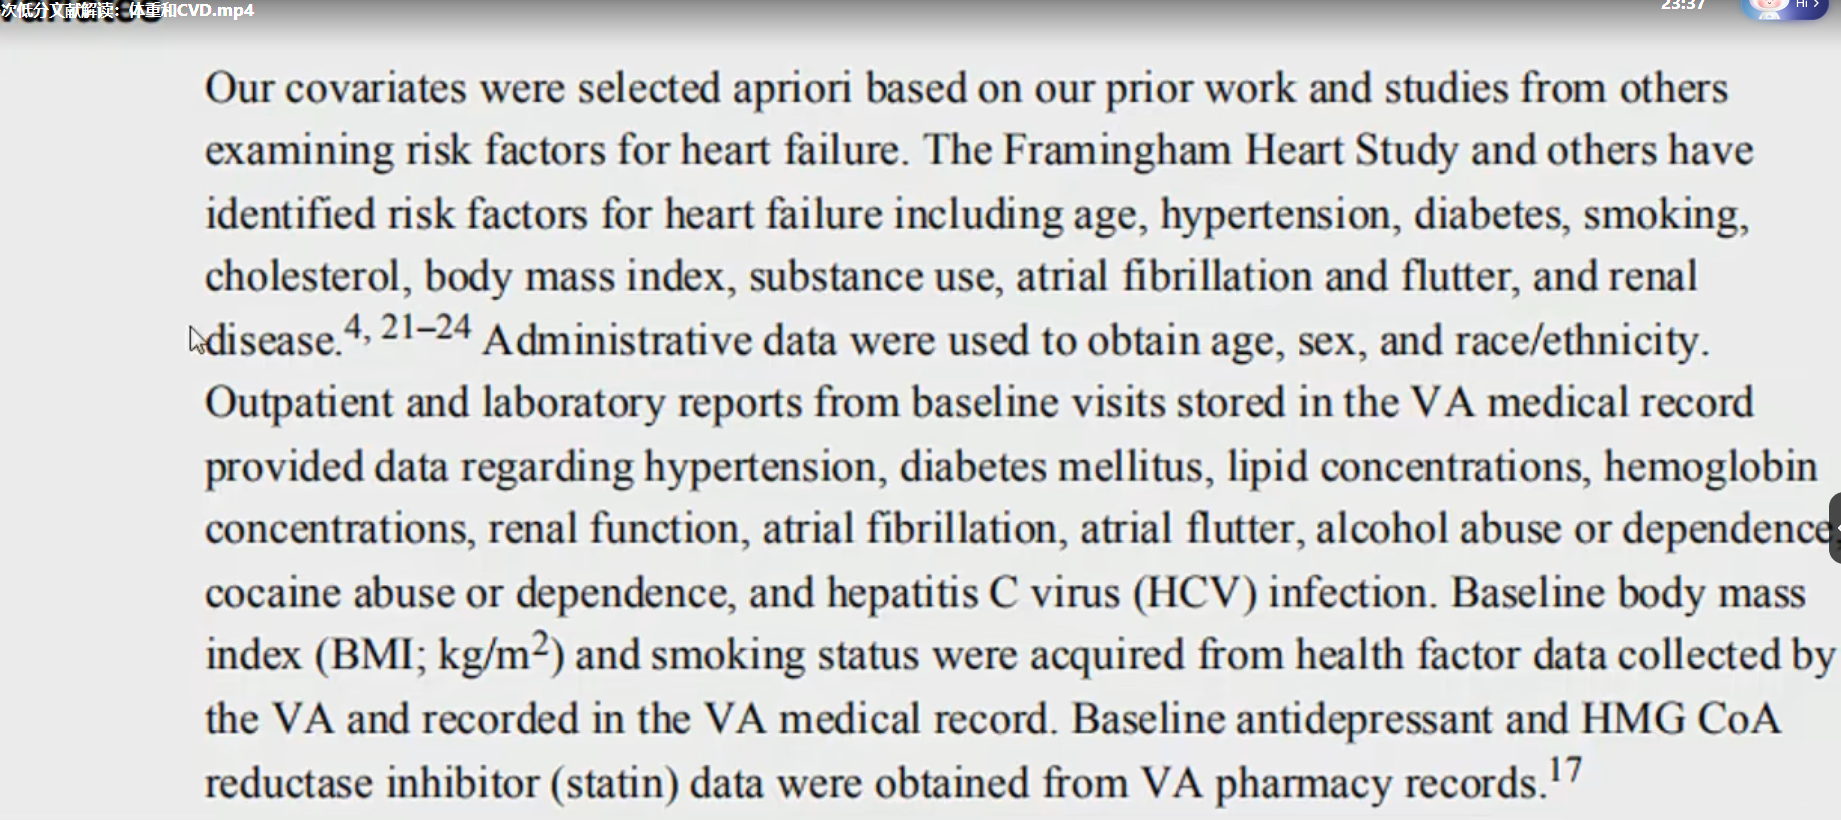 次低分文献解读：体重和CVD.mp4
23:37
Hi >
Our covariates were selected apriori based on our prior work and studies from others
examining risk factors for heart failure. The Framingham Heart Study and others have
identified risk factors for heart failure including age, hypertension, diabetes, smoking,
cholesterol, body mass index, substance use, atrial fibrillation and flutter, and renal
disease.4, 21–24 Administrative data were used to obtain age, sex, and race/ethnicity.
Outpatient and laboratory reports from baseline visits stored in the VA medical record
provided data regarding hypertension, diabetes mellitus, lipid concentrations, hemoglobin
concentrations, renal function, atrial fibrillation, atrial flutter, alcohol abuse or dependence,
cocaine abuse or dependence, and hepatitis C virus (HCV) infection. Baseline body mass
index (BMI; kg/m2) and smoking status were acquired from health factor data collected by
the VA and recorded in the VA medical record. Baseline antidepressant and HMG CoA
reductase inhibitor (statin) data were obtained from VA pharmacy records.17